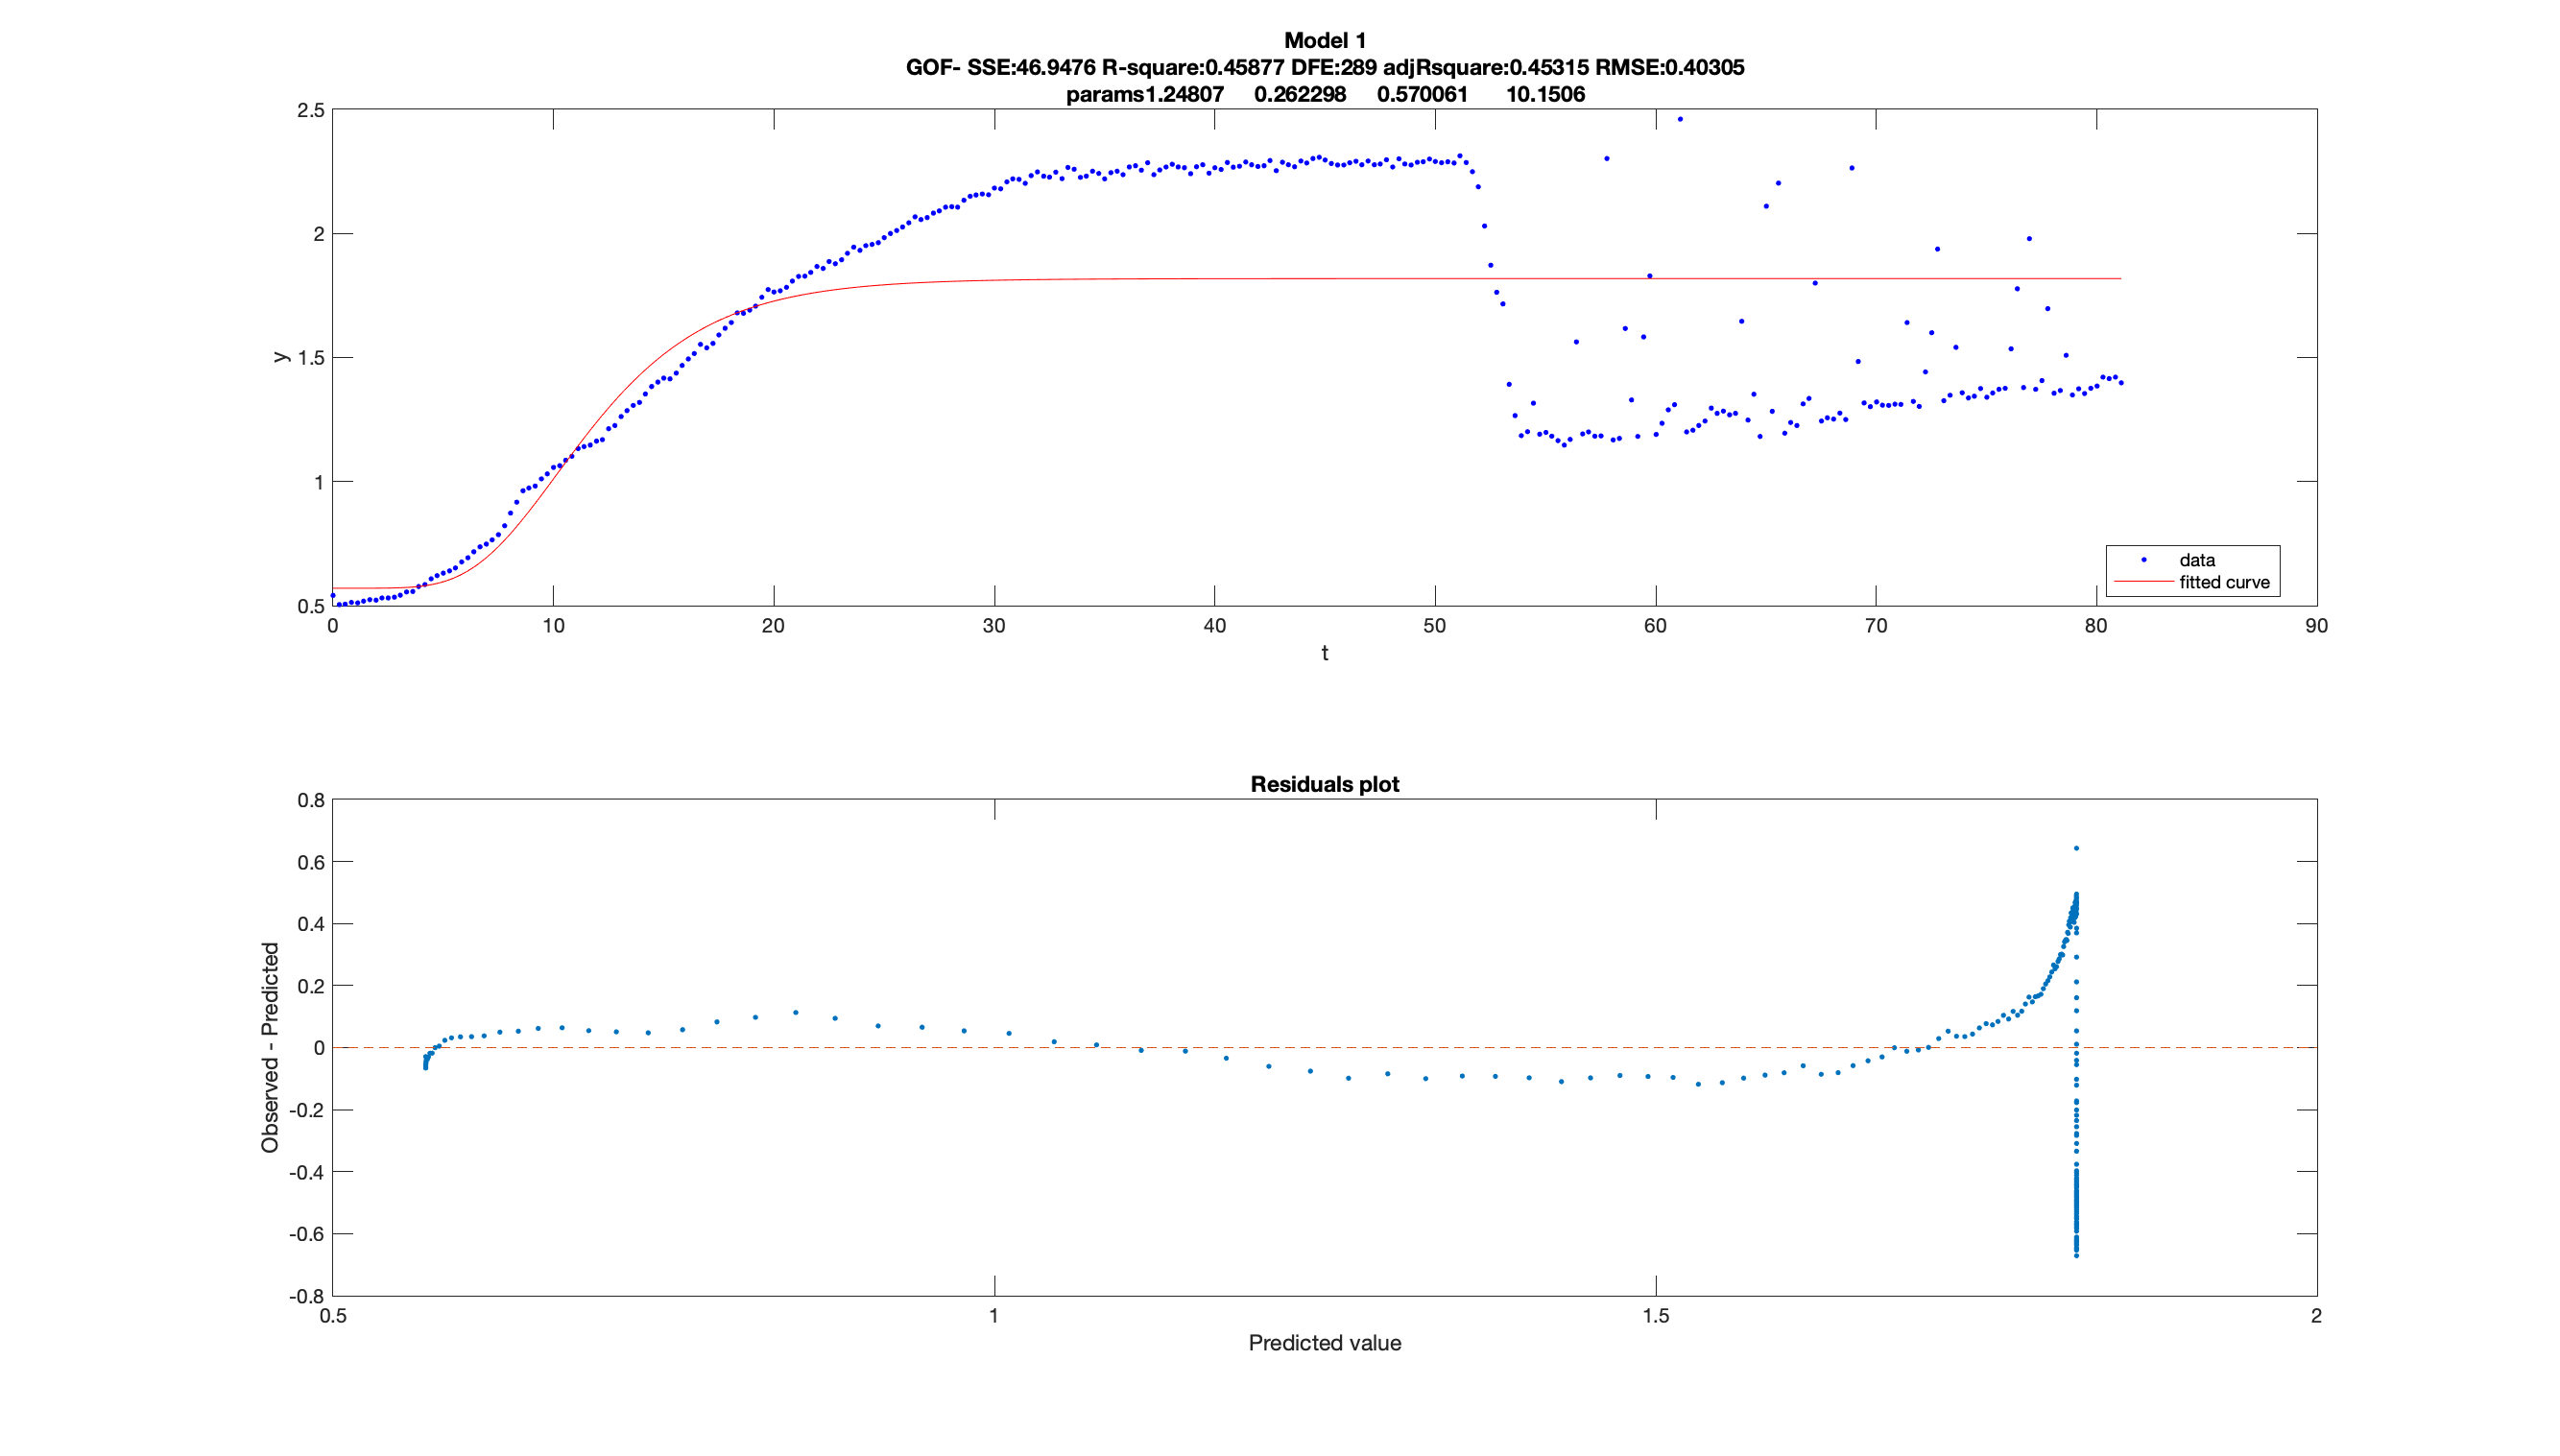 Model 1
GOF- SSE:46.9476 R-square:0.45877 DFE:289 adjRsquare:0.45315 RMSE:0.40305
params1.24807 0.262298 0.570061 10.1506
2.5
2
1.5
1
0.5
y
0 10 20 30 40 50 60 70 80 90
t
data
fitted curve
Residuals plot
0.8
0.6
0.4
0.2
0
-0.2
-0.4
-0.6
-0.8
Observed - Predicted
0.5 1 1.5 2
Predicted value